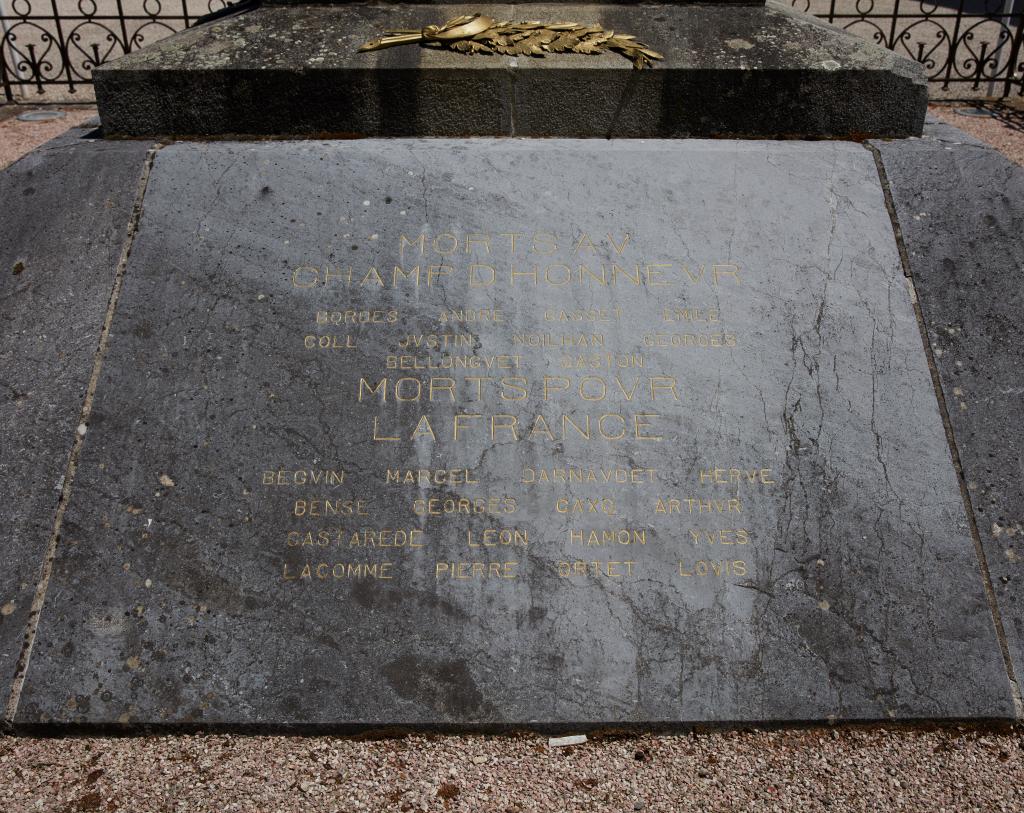 MORTS AV
CHAMP D HONNEVR
BORDES ANDRE GASSET EMILE
COLL JVSTIN NOILHAN GEORGES
BELLONGVET GASTON
MORTS POVR
LA FRANCE
BEGVIN MARCEL DARNAVDET HERVE
BENSE GEORGES CAXQ ARTHVR
CASTAREDE LEON HAMON YVES
LACOMME PIERRE ORTET LOVIS